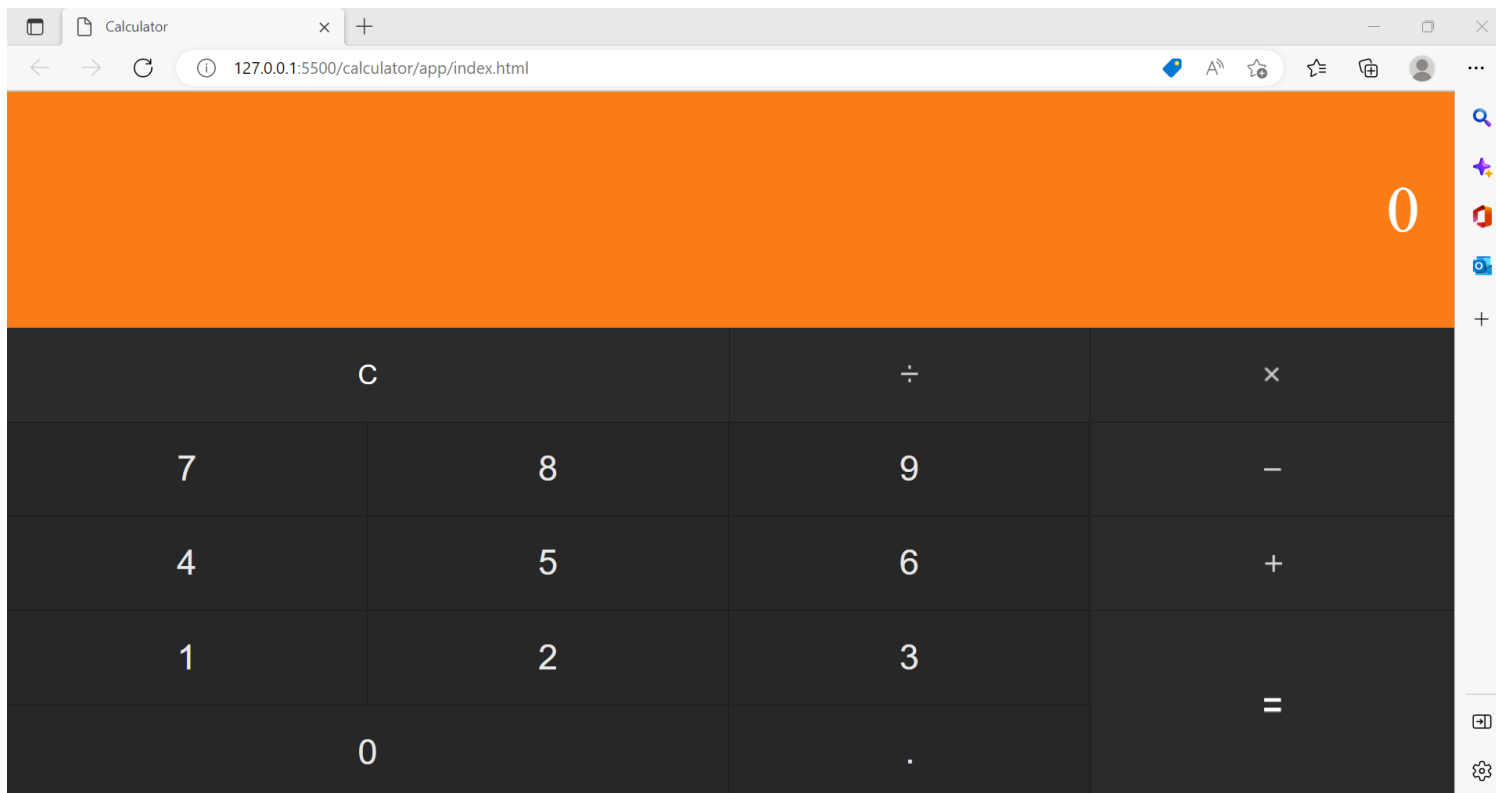 Calculator
127.0.0.1:5500/calculator/app/index.html
0
C ÷ ×
7 8 9 −
4 5 6 +
1 2 3
=
0 .